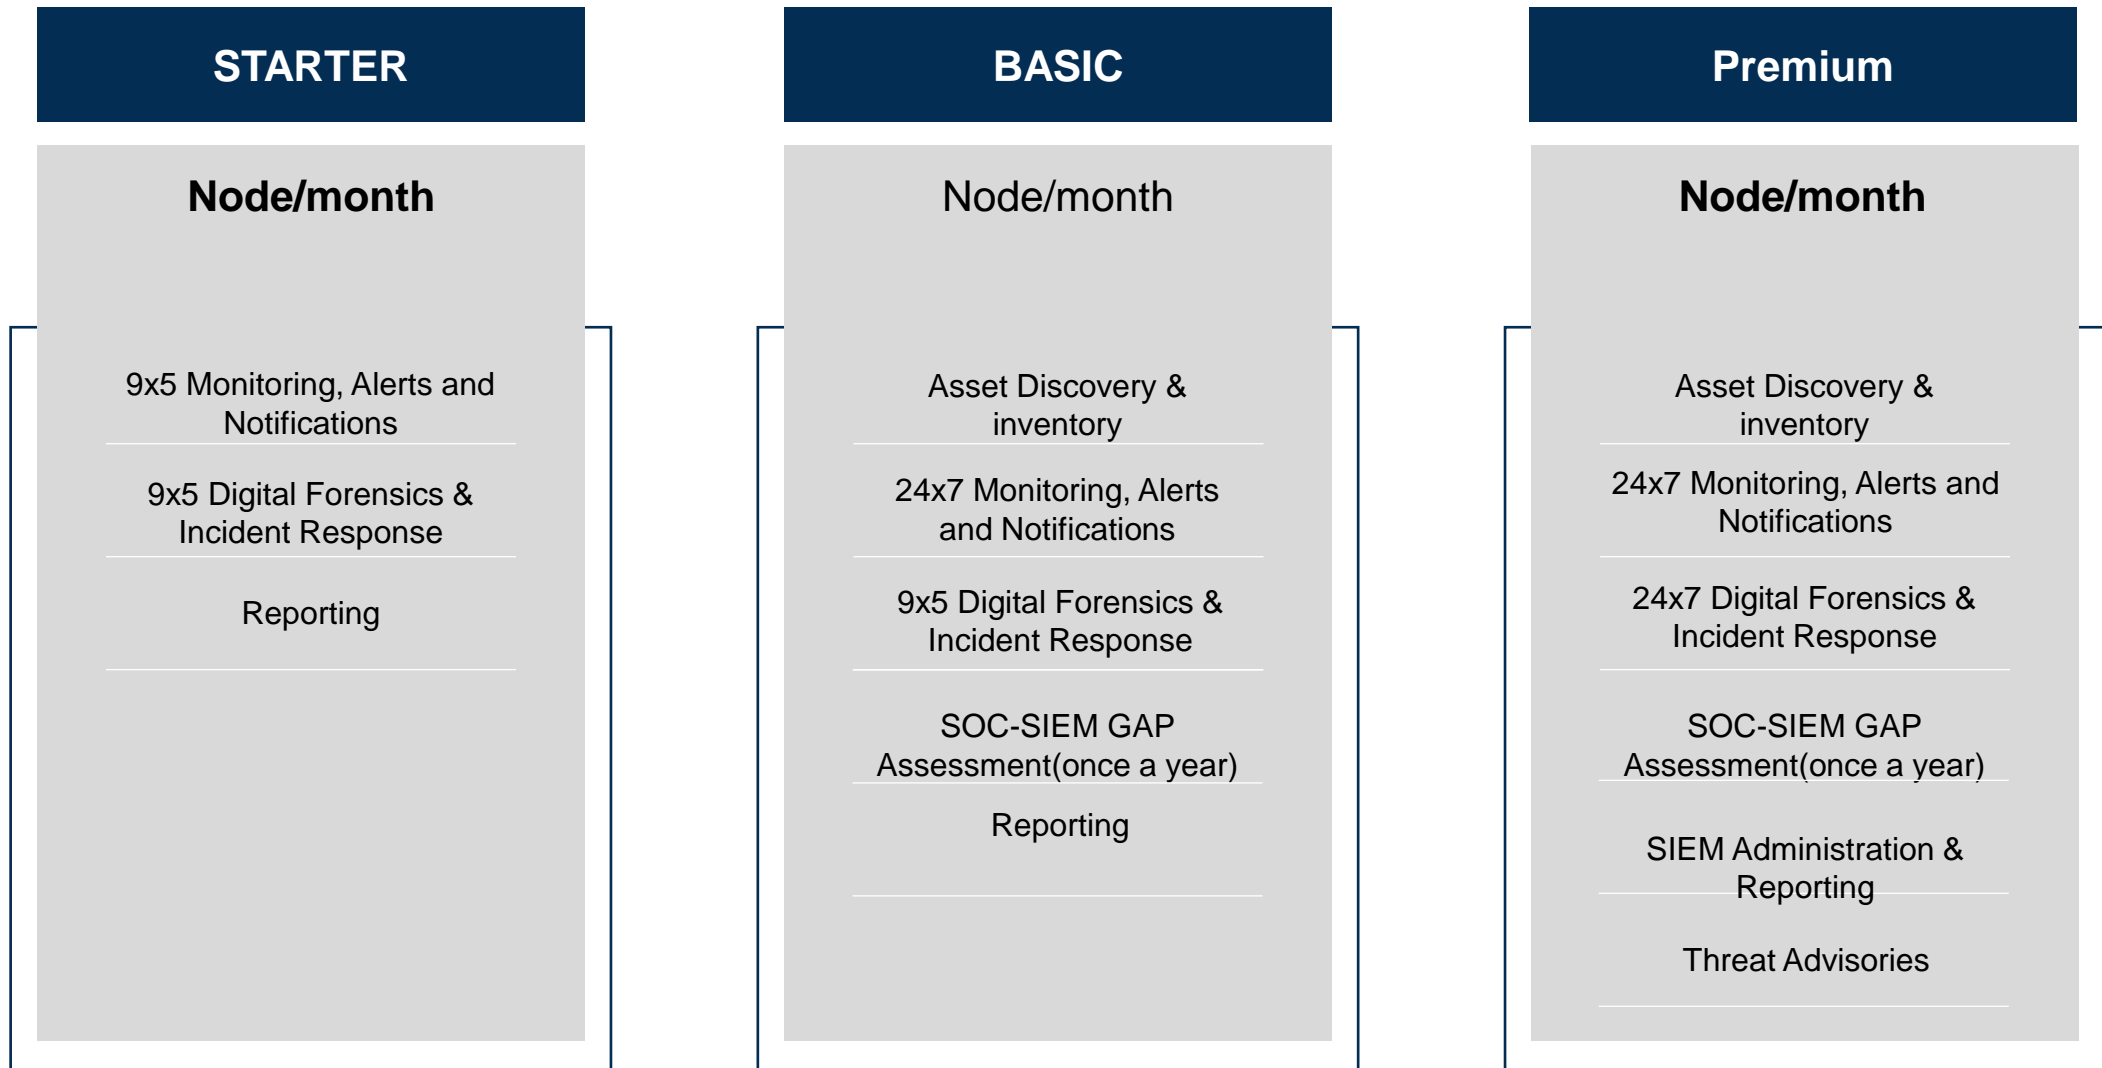 STARTER
Node/month
9x5 Monitoring, Alerts and
Notifications
9x5 Digital Forensics &
Incident Response
Reporting
BASIC
Node/month
Asset Discovery &
inventory
24x7 Monitoring, Alerts
and Notifications
9x5 Digital Forensics &
Incident Response
SOC-SIEM GAP
Assessment(once a year)
Reporting
Premium
Node/month
Asset Discovery &
inventory
24x7 Monitoring, Alerts and
Notifications
24x7 Digital Forensics &
Incident Response
SOC-SIEM GAP
Assessment(once a year)
SIEM Administration &
Reporting
Threat Advisories